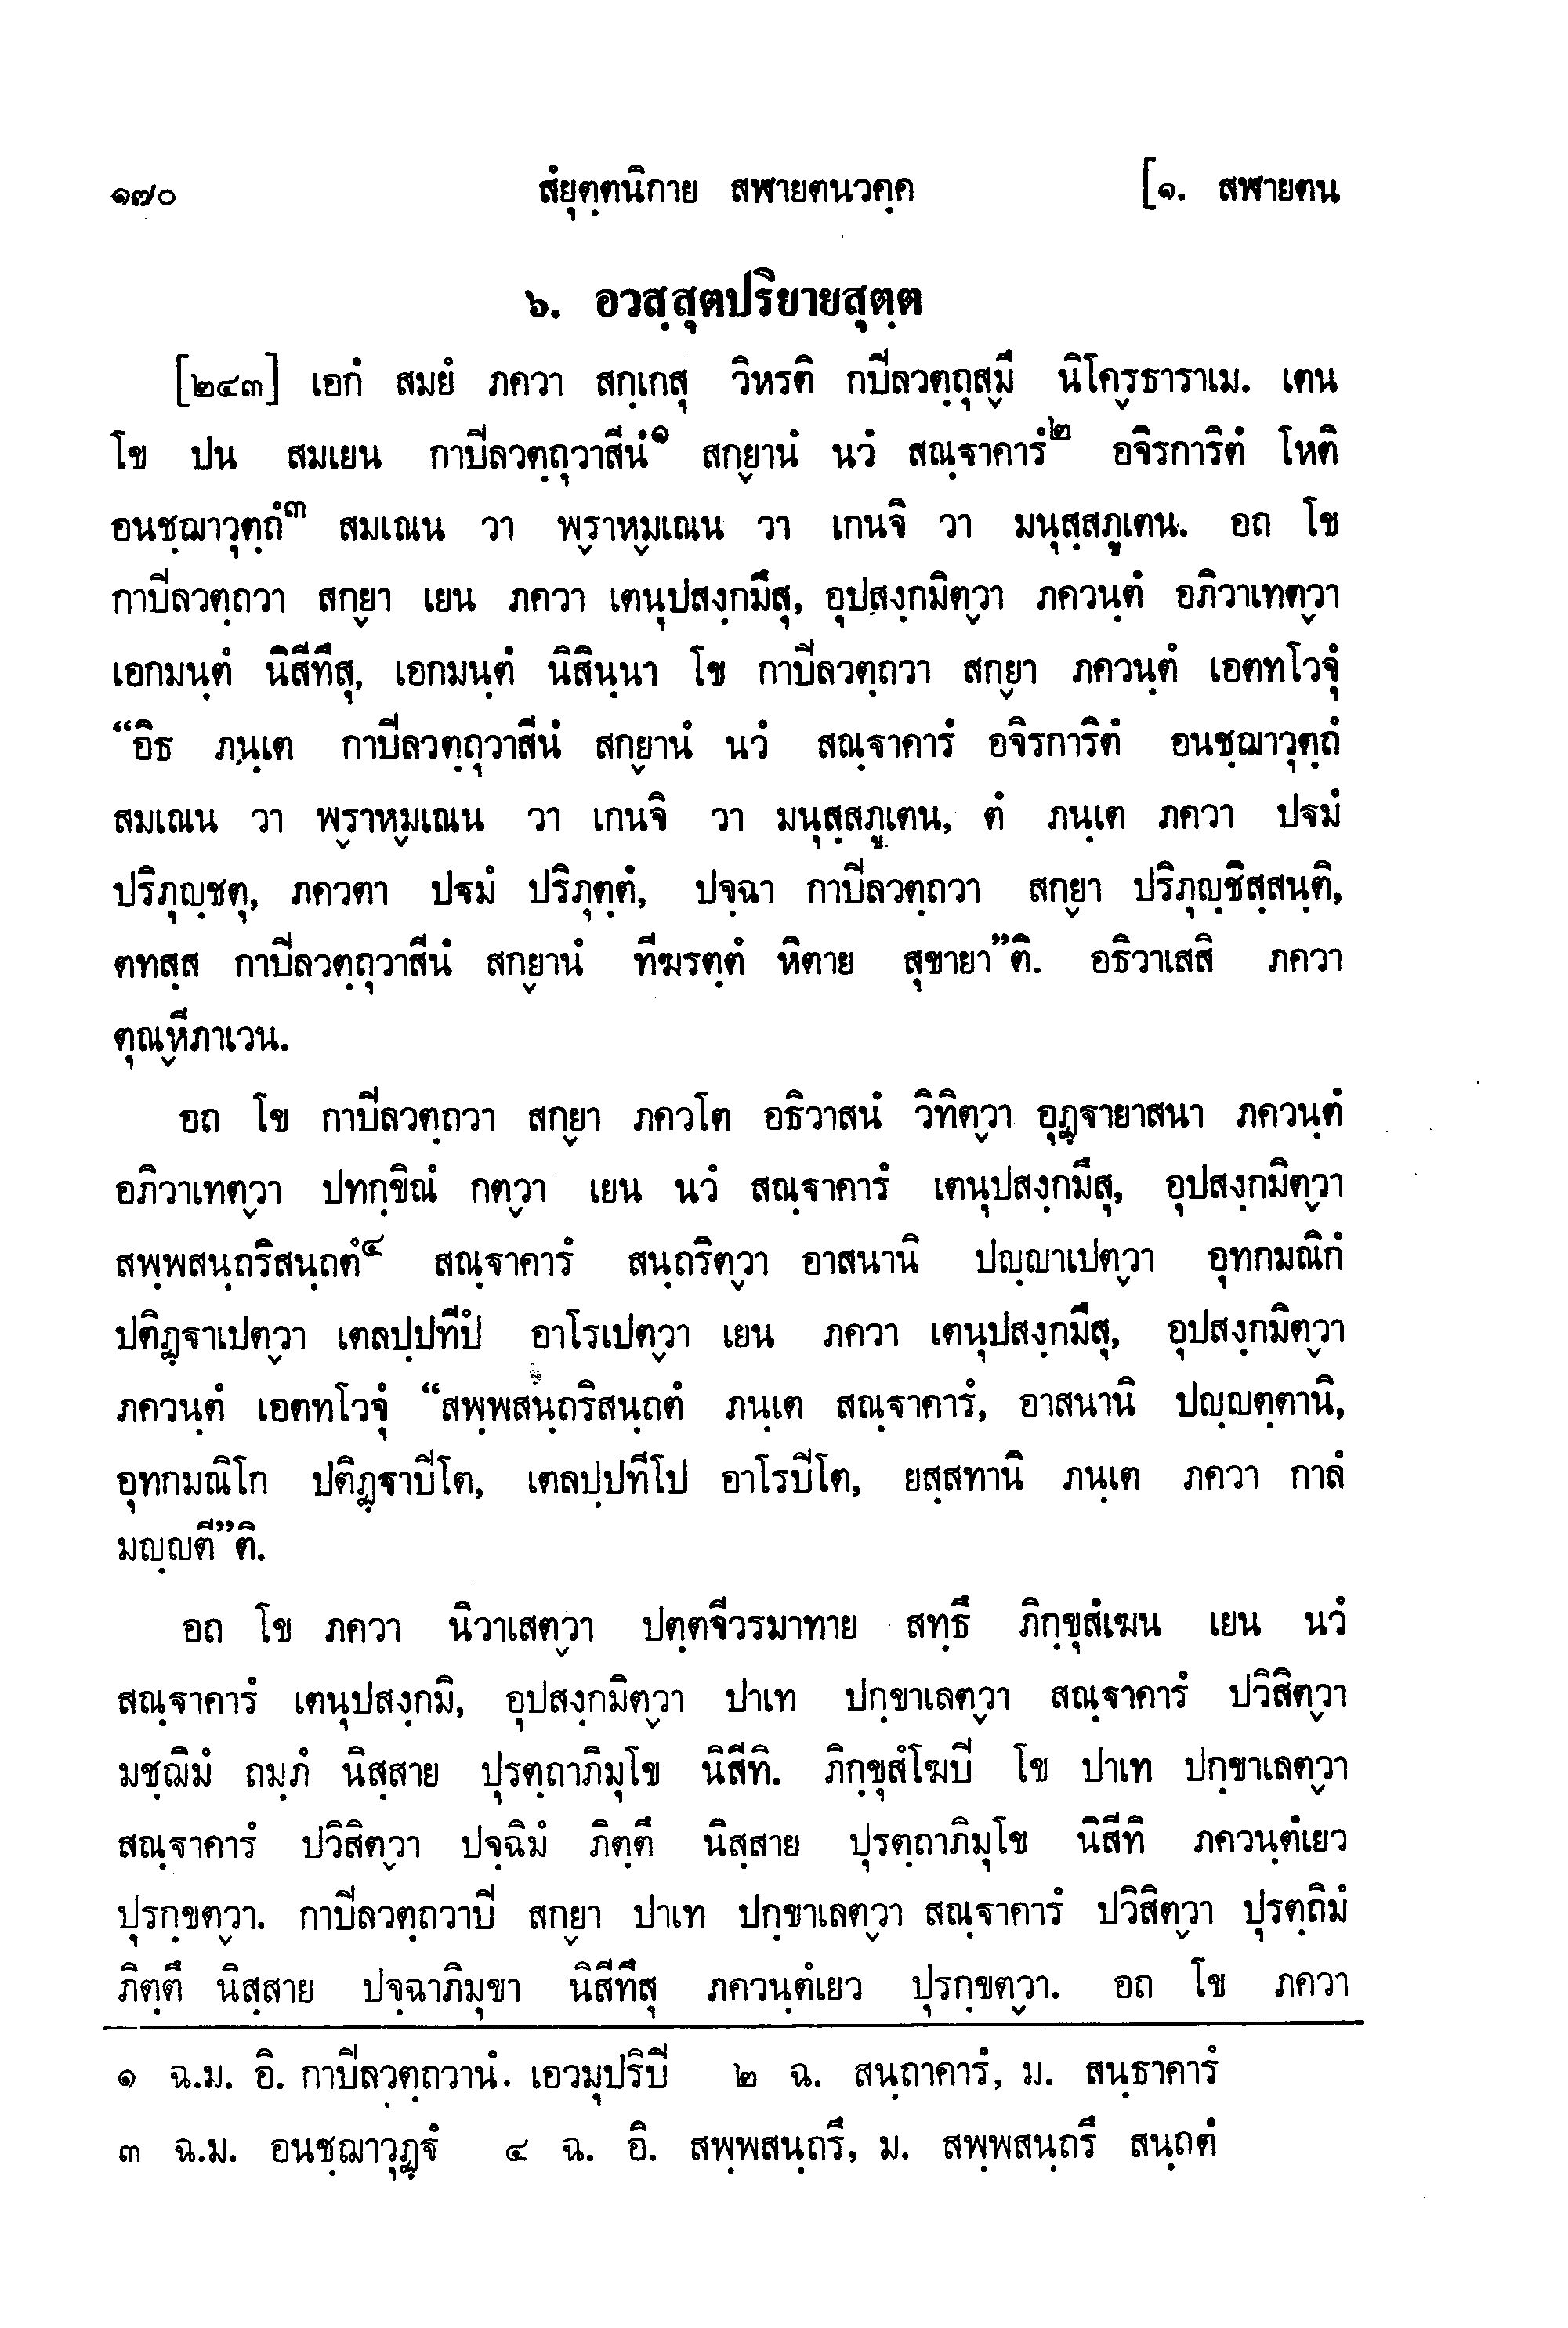 ๑๗๐ สํยุตฺตนิกาย สฬายตนวคฺค [๑. สฬายตน
๖. อวสฺสุตปริยายสุตฺต
[๒๔๓] เอกํ สมยํ ภควา สกฺเกสุ วิหรติ กปิลวตฺถุส๎มึ นิโค๎รธาราเม. เตน
โข ปน สมเยน กาปิลวตฺถุวาสีนํ๑ สก๎ยานํ นวํ สณฺฐาคารํ๒ อจิรการิตํ โหติ
อนชฺฌาวุตฺถํ๓ สมเณน วา พ๎ราห๎มเณน วา เกนจิ วา มนุสฺสภูเตน. อถ โข
กาปิลวตฺถวา สก๎ยา เยน ภควา เตนุปสงฺกมึสุ, อุปสงฺกมิต๎วา ภควนฺตํ อภิวาเทต๎วา
เอกมนฺตํ นิสีทึสุ, เอกมนฺตํ นิสินฺนา โข กาปิลวตฺถวา สก๎ยา ภควนฺตํ เอตทโวจุํ
“อิธ ภนฺเต กาปิลวตฺถุวาสีนํ สก๎ยานํ นวํ สณฺฐาคารํ อจิรการิตํ อนชฺฌาวุตฺถํ
สมเณน วา พ๎ราห๎มเณน วา เกนจิ วา มนุสฺสภูเตน, ตํ ภนฺเต ภควา ปฐมํ
ปริภุญฺชตุ, ภควตา ปฐมํ ปริภุตฺตํ, ปจฺฉา กาปิลวตฺถวา สก๎ยา ปริภุญฺชิสฺสนฺติ,
ตทสฺส กาปิลวตฺถุวาสีนํ สก๎ยานํ ทีฆรตฺตํ หิตาย สุขายา”ติ. อธิวาเสสิ ภควา
ตุณ๎หีภาเวน.
อถ โข กาปิลวตฺถวา สก๎ยา ภควโต อธิวาสนํ วิทิต๎วา อุฏฺฐายาสนา ภควนฺตํ
อภิวาเทต๎วา ปทกฺขิณํ กต๎วา เยน นวํ สณฺฐาคารํ เตนุปสงฺกมึสุ, อุปสงฺกมิต๎วา
สพฺพสนฺถริสนฺถตํ๔ สณฺฐาคารํ สนฺถริต๎วา อาสนานิ ปญฺญาเปต๎วา อุทกมณิกํ
ปติฏฺฐาเปต๎วา เตลปฺปทีปํ อาโรเปต๎วา เยน ภควา เตนุปสงฺกมึสุ, อุปสงฺกมิต๎วา
ภควนฺตํ เอตทโวจุํ “สพฺพสนฺถริสนฺถตํ ภนฺเต สณฺฐาคารํ, อาสนานิ ปญฺญตฺตานิ,
อุทกมณิโก ปติฏฺฐาปิโต, เตลปฺปทีโป อาโรปิโต, ยสฺสทานิ ภนฺเต ภควา กาลํ
มญฺญตี”ติ.
อถ โข ภควา นิวาเสต๎วา ปตฺตจีวรมาทาย สทฺธึ ภิกฺขุสํเฆน เยน นวํ
สณฺฐาคารํ เตนุปสงฺกมิ, อุปสงฺกมิต๎วา ปาเท ปกฺขาเลต๎วา สณฺฐาคารํ ปวิสิต๎วา
มชฺฌิมํ ถมฺภํ นิสฺสาย ปุรตฺถาภิมุโข นิสีทิ. ภิกฺขุสํโฆปิ โข ปาเท ปกฺขาเลต๎วา
สณฺฐาคารํ ปวิสิต๎วา ปจฺฉิมํ ภิตฺตึ นิสฺสาย ปุรตฺถาภิมุโข นิสีทิ ภควนฺตํเยว
ปุรกฺขต๎วา. กาปิลวตฺถวาปิ สก๎ยา ปาเท ปกฺขาเลต๎วา สณฺฐาคารํ ปวิสิต๎วา ปุรตฺถิมํ
ภิตฺตึ นิสฺสาย ปจฺฉาภิมุขา นิสีทึสุ ภควนฺตํเยว ปุรกฺขต๎วา. อถ โข ภควา
๑ ฉ.ม. อิ. กาปิลวตฺถวานํ. เอวมุปริปิ ๒ ฉ. สนฺถาคารํ, ม. สนฺธาคารํ
๓ ฉ.ม. อนชฺฌาวุฏฺฐํ ๔ ฉ. อิ. สพฺพสนฺถรึ, ม. สพฺพสนฺถรึ สนฺถตํ